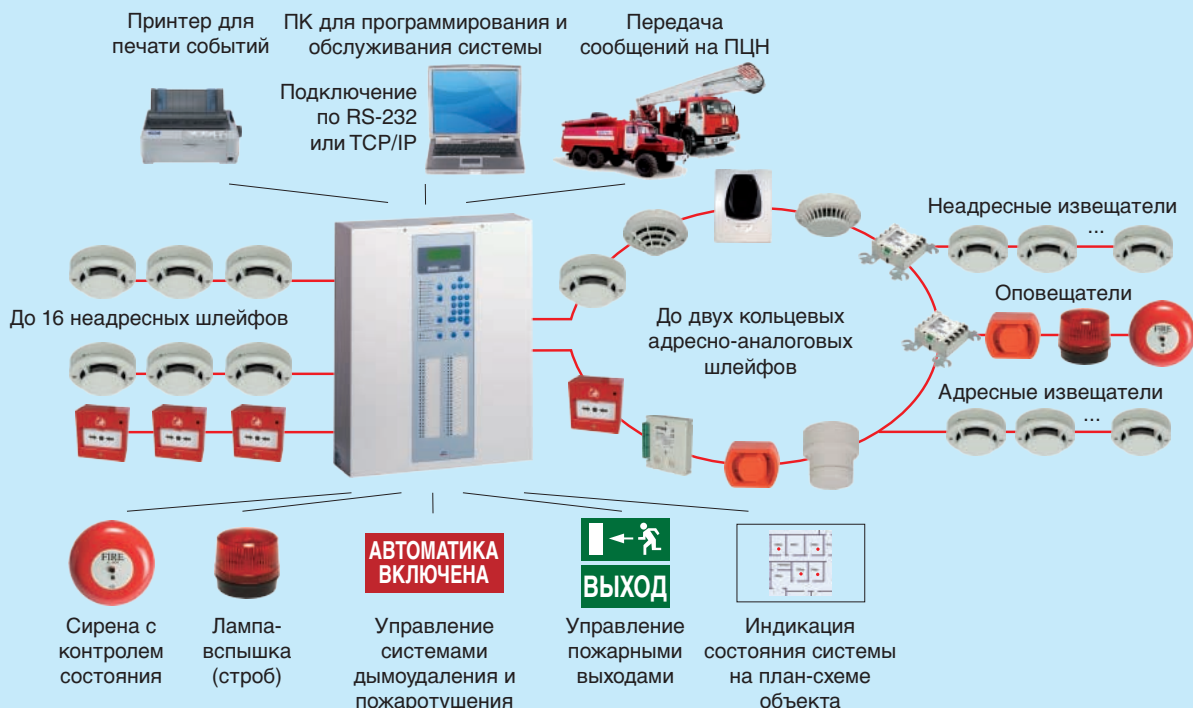 Принтер для
печати событий
ПК для программирования и
обслуживания системы
Передача
сообщений на ПЦН
Подключение
по RS-232
или TCP/IP
Неадресные извещатели
...
До 16 неадресных шлейфов
До двух кольцевых
адресно-аналоговых
шлейфов
Оповещатели
FIRE
Адресные извещатели
...
FIRE
АВТОМАТИКА
ВКЛЮЧЕНА
ВЫХОД
Сирена с
контролем
состояния
Лампа-
вспышка
(строб)
Управление
системами
дымоудаления и
пожаротушения
Управление
пожарными
выходами
Индикация
состояния системы
на план-схеме
объекта